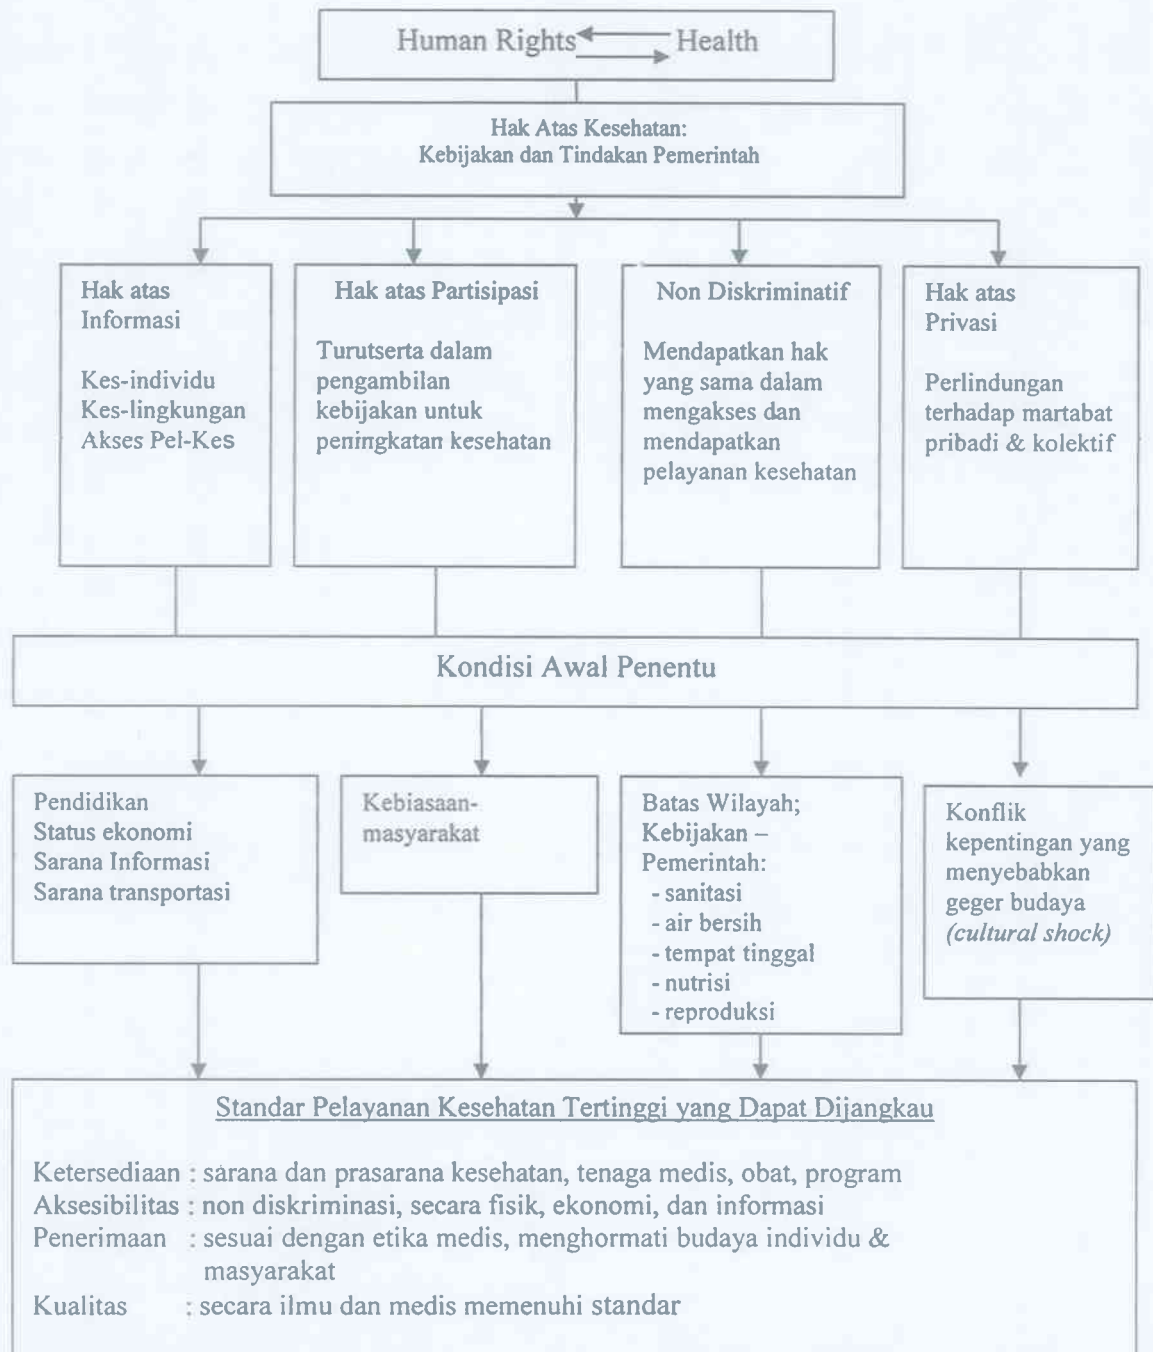 Human Rights Health
Hak Atas Kesehatan:
Kebijakan dan Tindakan Pemerintah
Hak atas
Informasi
Kes-individu
Kes-lingkungan
Akses Pel-Kes
Hak atas Partisipasi
Turutserta dalam
pengambilan
kebijakan untuk
peningkatan kesehatan
Non Diskriminatif
Mendapatkan hak
yang sama dalam
mengakses dan
mendapatkan
pelayanan kesehatan
Hak atas
Privasi
Perlindungan
terhadap martabat
pribadi & kolektif
Kondisi Awal Penentu
Pendidikan
Status ekonomi
Sarana Informasi
Sarana transportasi
Kebiasaan-
masyarakat
Batas Wilayah;
Kebijakan –
Pemerintah:
- sanitasi
- air bersih
- tempat tinggal
- nutrisi
- reproduksi
Konflik
kepentingan yang
menyebabkan
geger budaya
(cultural shock)
Standar Pelayanan Kesehatan Tertinggi yang Dapat Dijangkau
Ketersediaan : sarana dan prasarana kesehatan, tenaga medis, obat, program
Aksesibilitas : non diskriminasi, secara fisik, ekonomi, dan informasi
Penerimaan : sesuai dengan etika medis, menghormati budaya individu &
masyarakat
Kualitas : secara ilmu dan medis memenuhi standar